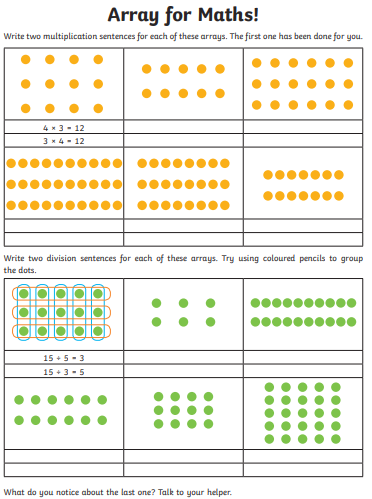 Array for Maths!
Write two multiplication sentences for each of these arrays. The first one has been done for you.
4 × 3 = 12
3 × 4 = 12
Write two division sentences for each of these arrays. Try using coloured pencils to group
the dots.
15 ÷ 5 = 3
15 ÷ 3 = 5
What do you notice about the last one? Talk to your helper.